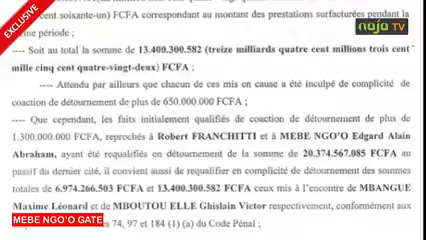 EXCLUSIVE
naja TV
cent soixante-un) FCFA correspondant au montant des prestations surfacturées pendant la
période ;
- Soit au total la somme de 13.400.300.582 (treize milliards quatre cent millions trois cent
mille cinq cent quatre-vingt-deux) FCFA ;
- Attendu par ailleurs que chacun de ces mis en cause a été inculpé de complicité de
coaction de détournement de plus de 650.000.000 FCFA ;
- Que cependant, les faits initialement qualifiés de coaction de détournement de plus de
1.300.000.000 FCFA, reprochés à Robert FRANCHITTI et à MEBE NGO'O Edgard Alain
Abraham, ayant été requalifiés en détournement de la somme de 20.374.567.085 FCFA au
passif du dernier cité, il convient aussi de requalifier en complicité de détournement des sommes
totales de 6.974.266.503 FCFA et 13.400.300.582 FCFA ceux mis à l'encontre de MBANGUE
Maxime Léonard et de MBOUTOU ELLE Ghislain Victor respectivement, conformément aux
es 74, 97 et 184 (1) (a) du Code Pénal ;
MEBE NGO'O GATE